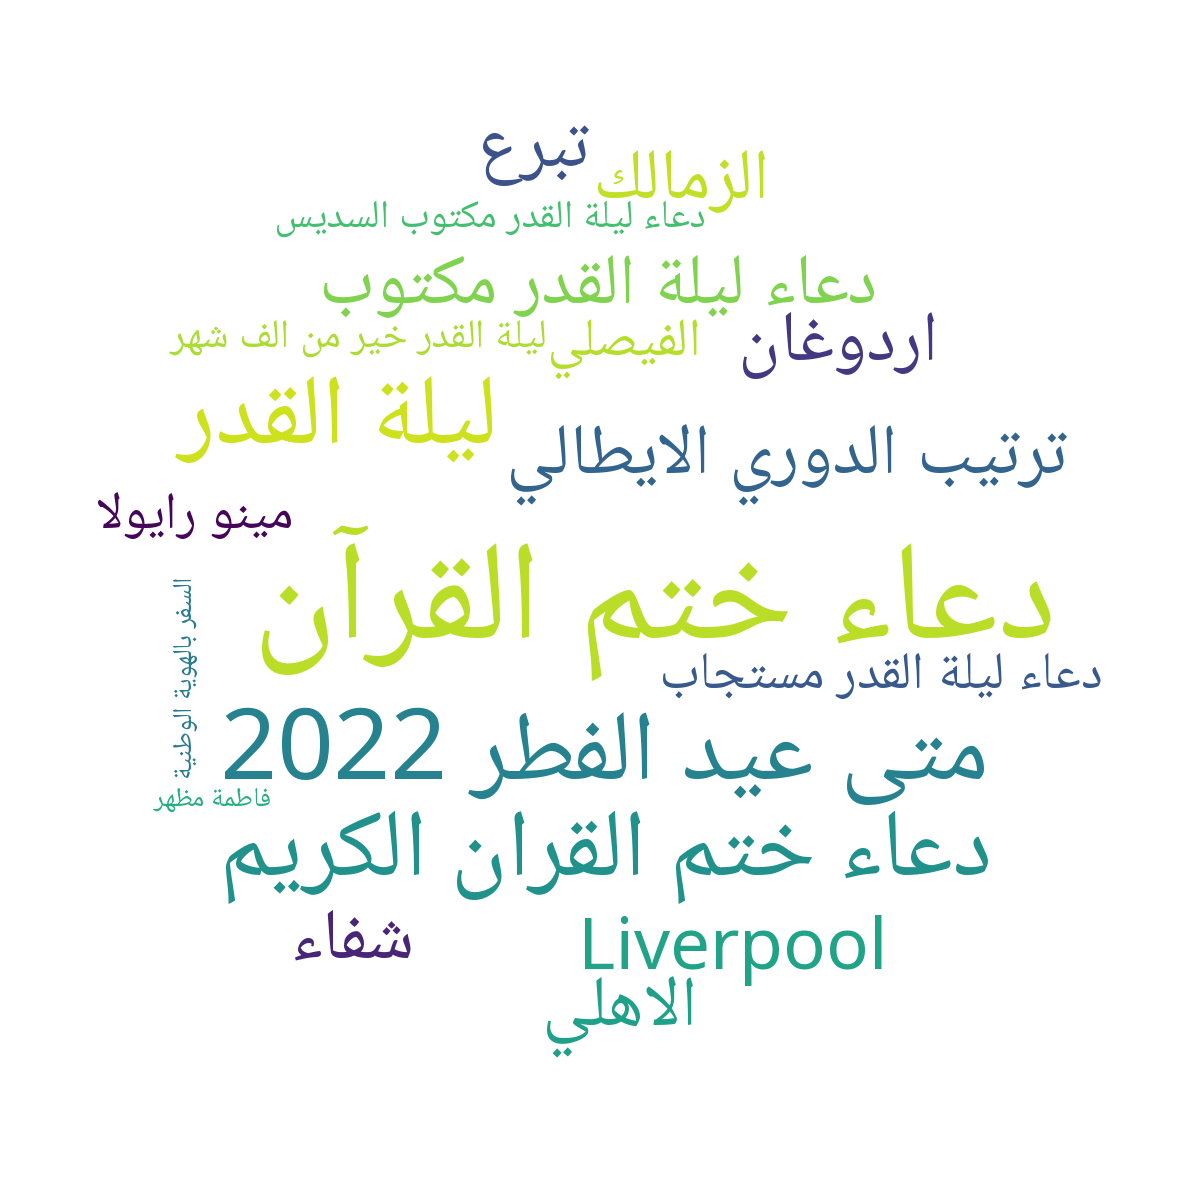 تبرع
الزمالك
دعاء ليلة القدر مكتوب السديس
دعاء ليلة القدر مكتوب
اردوغان
الفيصلي
ليلة القدر خير من الف شهر
ليلة القدر
ترتيب الدوري الايطالي
مينو رايولا
دعاء ختم القرآن
دعاء ليلة القدر مستجاب
السفر بالهوية الوطنية
متى عيد الفطر 2022
فاطمة مظهر
دعاء ختم القران الكريم
شفاء
Liverpool
الاهلي